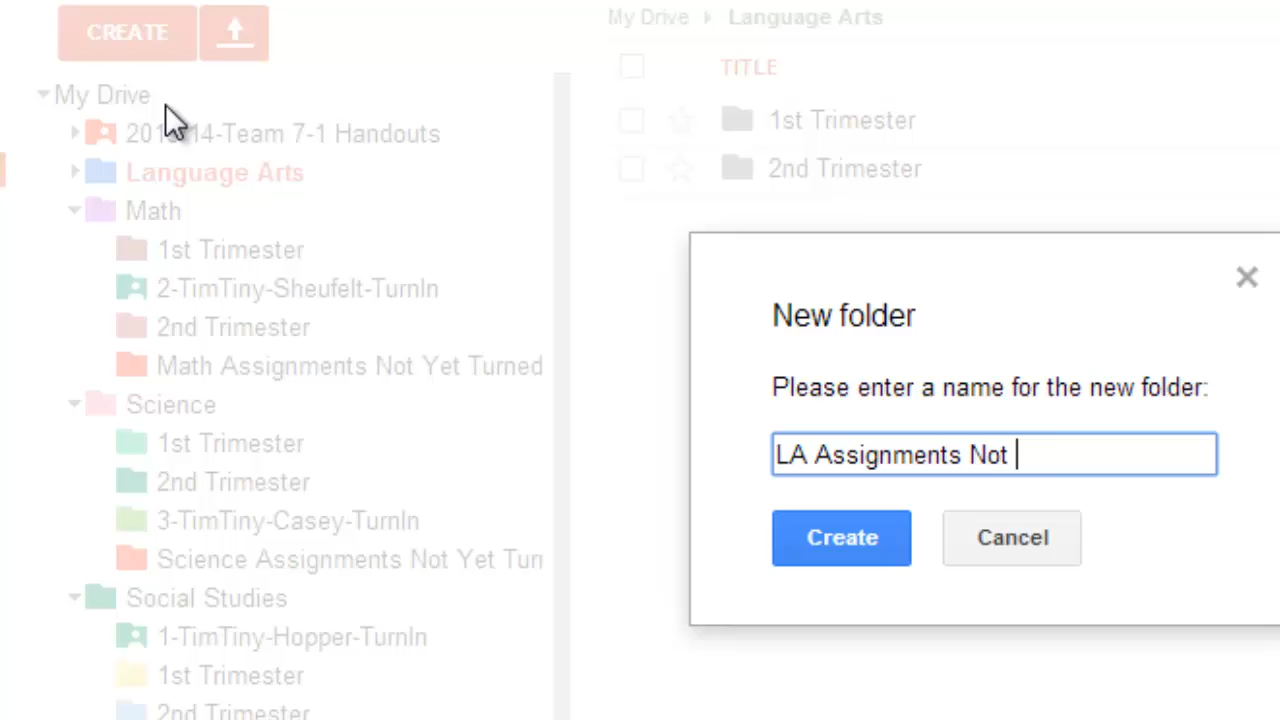 CREATE
My Drive
Team 7-1 Handouts
Language Arts
Math
1st Trimester
2-TimTiny-Sheufelt-TurnIn
2nd Trimester
Math Assignments Not Yet Turned
Science
1st Trimester
2nd Trimester
3-TimTiny-Casey-TurnIn
Science Assignments Not Yet Turn
Social Studies
1-TimTiny-Hopper-TurnIn
1st Trimester
2nd Trimester
My Drive Language Arts
TITLE
1st Trimester
2nd Trimester
New folder
Please enter a name for the new folder:
LA Assignments Not
Create Cancel